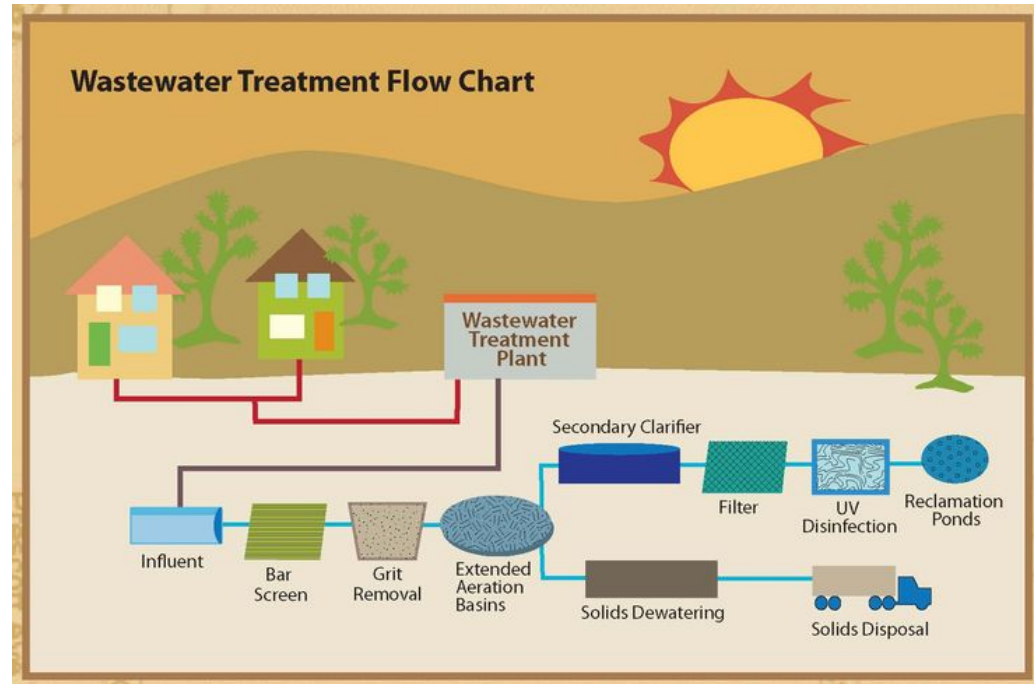 Wastewater Treatment Flow Chart
Wastewater
Treatment
Plant
Secondary Clarifier
Filter
UV
Disinfection
Reclamation
Ponds
Influent
Bar
Screen
Grit
Removal
Extended
Aeration
Basins
Solids Dewatering
Solids Disposal